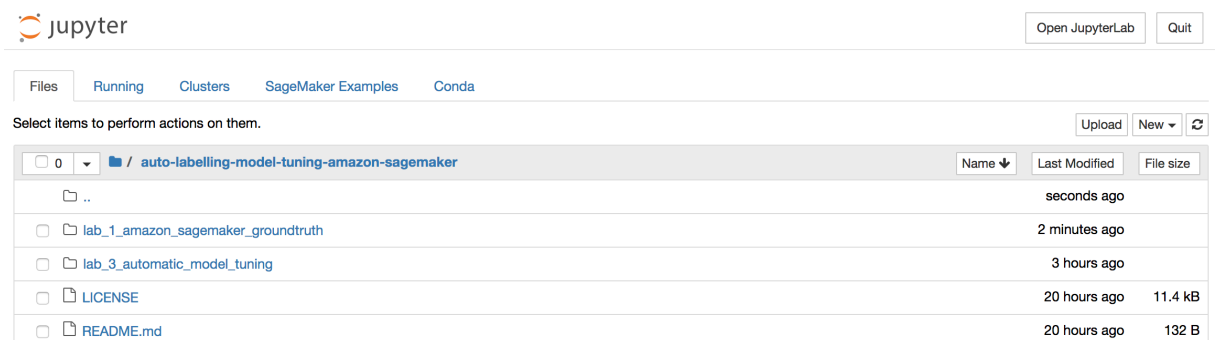 jupyter Open JupyterLab Quit
Files Running Clusters SageMaker Examples Conda
Select items to perform actions on them. Upload New
0 / auto-labelling-model-tuning-amazon-sagemaker Name Last Modified File size
.. seconds ago
lab_1_amazon_sagemaker_groundtruth 2 minutes ago
lab_3_automatic_model_tuning 3 hours ago
LICENSE 20 hours ago 11.4 kB
README.md 20 hours ago 132 B